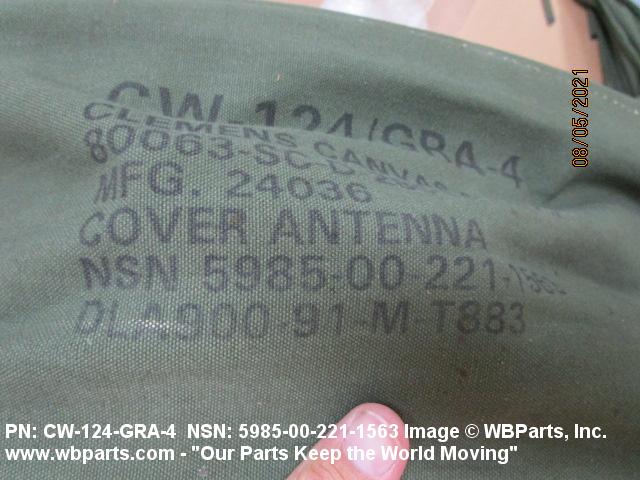 CW-124/GRA-4
CLEMENS CANVAS
80063-SC-D
MFG. 24036
COVER ANTENNA
NSN 5985-00-221-1563
DLA900-91-M-T883
08/05/2021
PN: CW-124-GRA-4 NSN: 5985-00-221-1563 Image © WBParts, Inc.
www.wbparts.com - "Our Parts Keep the World Moving"